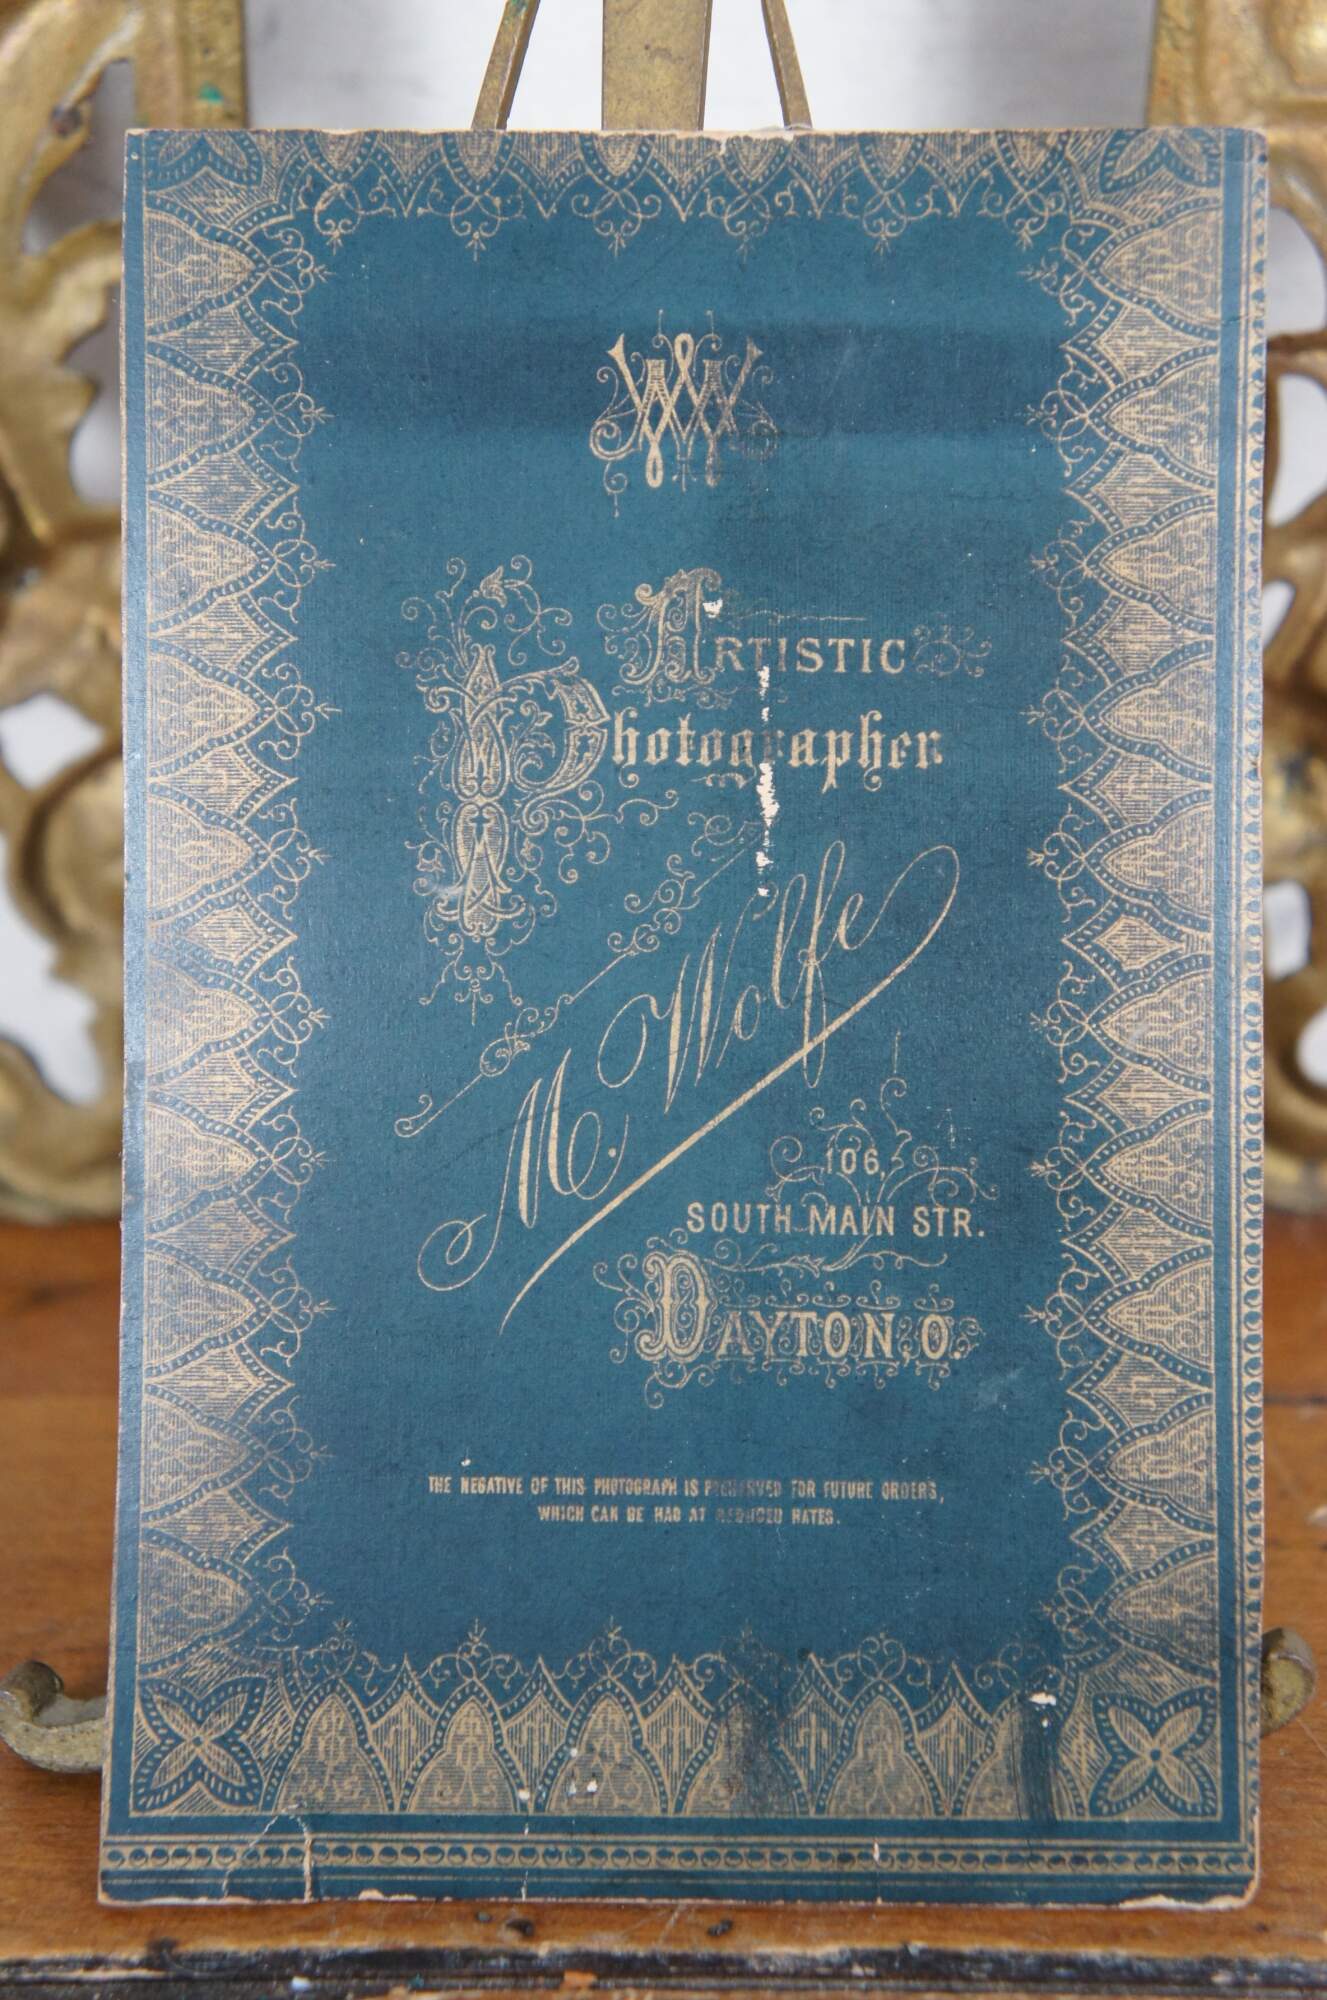 MW
ARTISTIC
Photographer
M. Wolfe
106,
SOUTH MAIN STR.
DAYTON, O.
THE NEGATIVE OF THIS PHOTOGRAPH IS PRESERVED FOR FUTURE ORDERS,
WHICH CAN BE HAD AT REDUCED RATES.